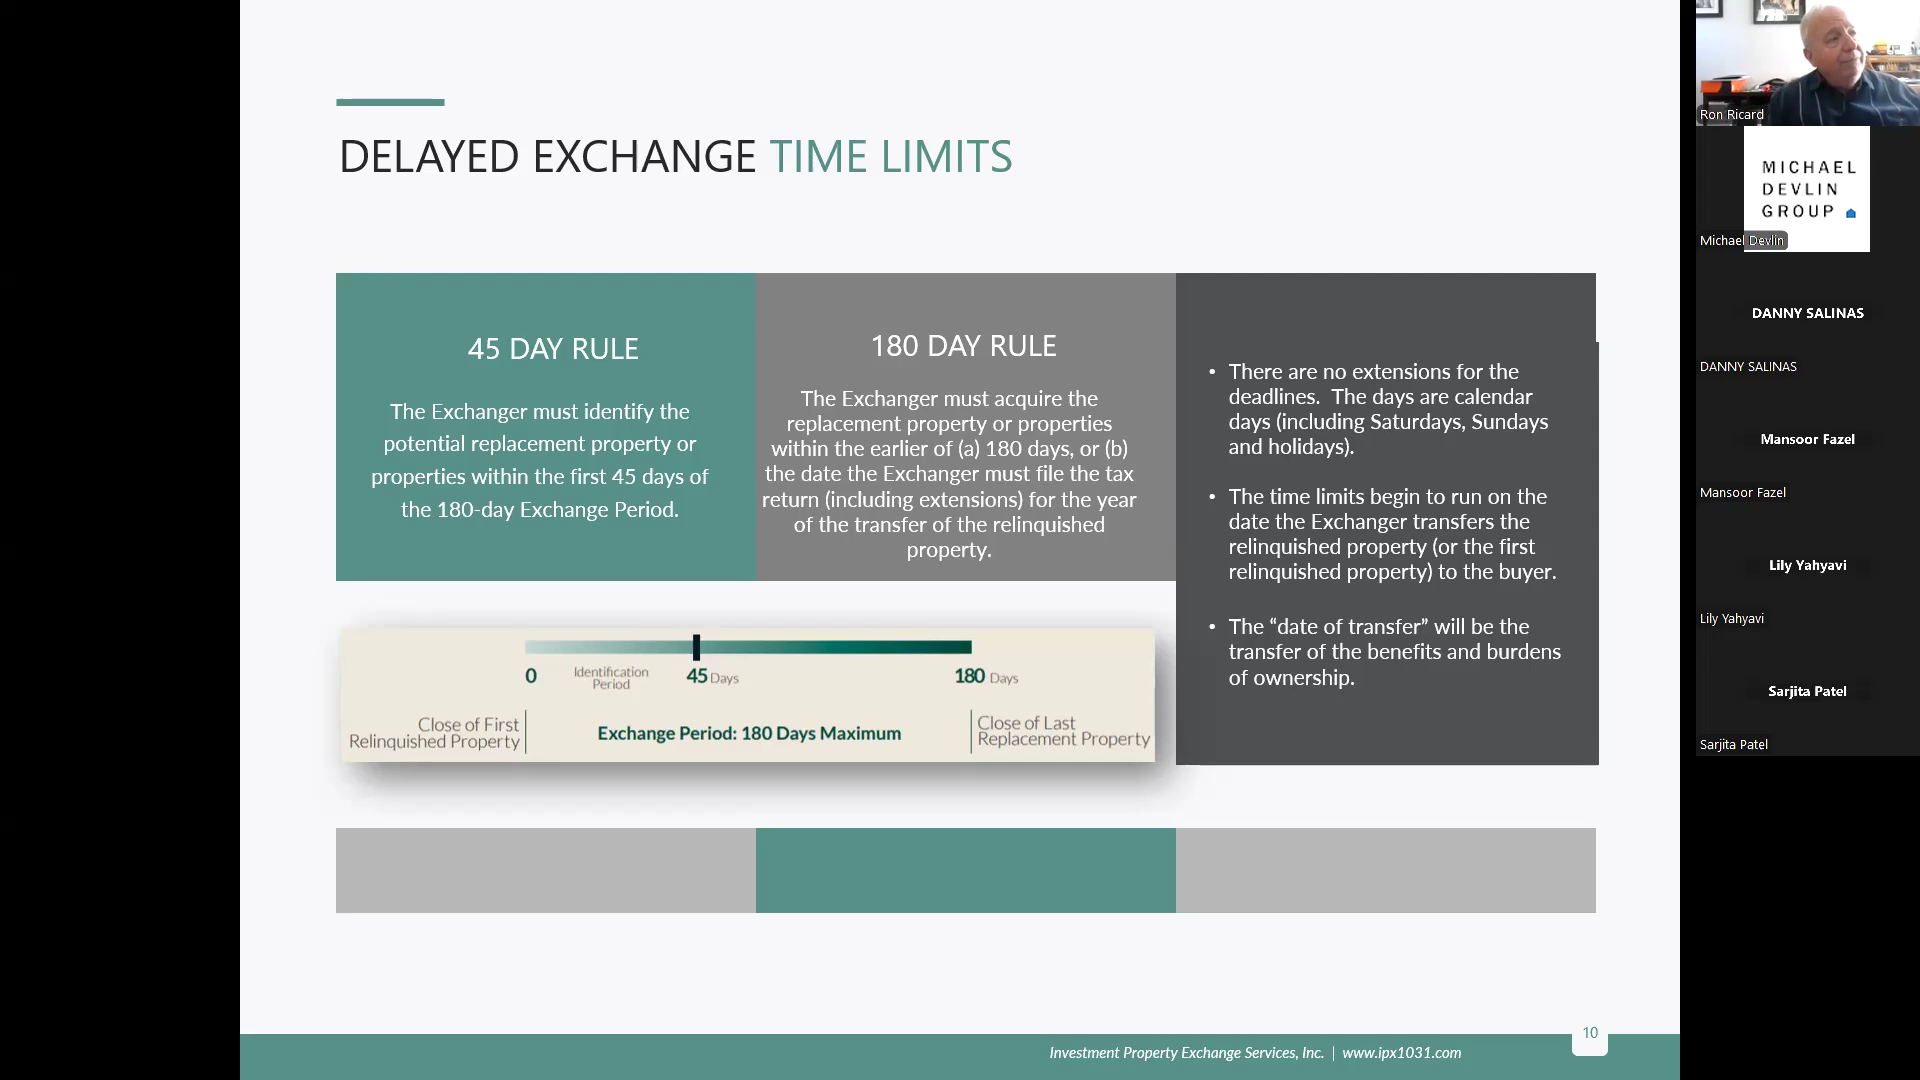 DELAYED EXCHANGE TIME LIMITS
45 DAY RULE
The Exchanger must identify the
potential replacement property or
properties within the first 45 days of
the 180-day Exchange Period.
180 DAY RULE
The Exchanger must acquire the
replacement property or properties
within the earlier of (a) 180 days, or (b)
the date the Exchanger must file the tax
return (including extensions) for the year
of the transfer of the relinquished
property.
• There are no extensions for the
deadlines.  The days are calendar
days (including Saturdays, Sundays
and holidays).
• The time limits begin to run on the
date the Exchanger transfers the
relinquished property (or the first
relinquished property) to the buyer.
• The “date of transfer” will be the
transfer of the benefits and burdens
of ownership.
0
Identification
Period
45 Days
180 Days
Close of First
Relinquished Property
Exchange Period: 180 Days Maximum
Close of Last
Replacement Property
Investment Property Exchange Services, Inc. | www.ipx1031.com
10
Ron Ricard
MICHAEL
DEVLIN
GROUP
Michael Devlin
DANNY SALINAS
DANNY SALINAS
Mansoor Fazel
Mansoor Fazel
Lily Yahyavi
Lily Yahyavi
Sarjita Patel
Sarjita Patel